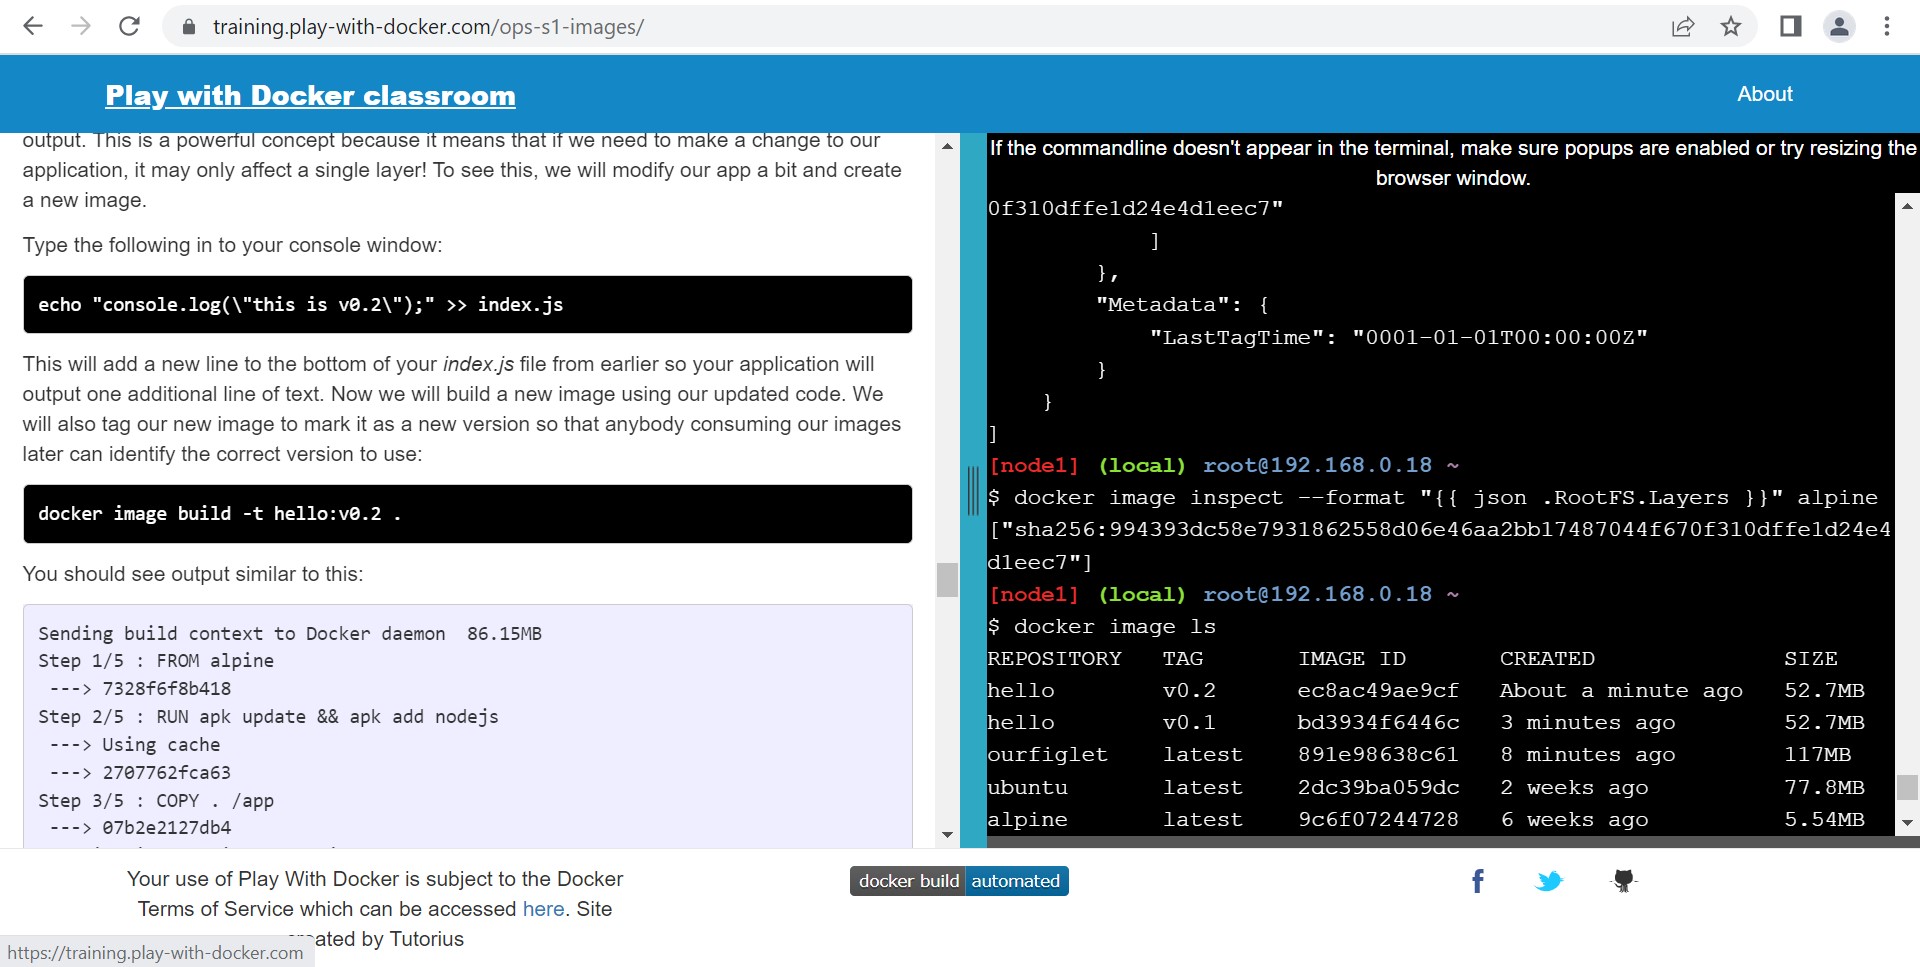 training.play-with-docker.com/ops-s1-images/
Play with Docker classroom
About
output. This is a powerful concept because it means that if we need to make a change to our
application, it may only affect a single layer! To see this, we will modify our app a bit and create
a new image.
Type the following in to your console window:
echo "console.log(\"this is v0.2\");" >> index.js
This will add a new line to the bottom of your index.js file from earlier so your application will
output one additional line of text. Now we will build a new image using our updated code. We
will also tag our new image to mark it as a new version so that anybody consuming our images
later can identify the correct version to use:
docker image build -t hello:v0.2 .
You should see output similar to this:
Sending build context to Docker daemon  86.15MB
Step 1/5 : FROM alpine
 ---> 7328f6f8b418
Step 2/5 : RUN apk update && apk add nodejs
 ---> Using cache
 ---> 2707762fca63
Step 3/5 : COPY . /app
 ---> 07b2e2127db4
If the commandline doesn't appear in the terminal, make sure popups are enabled or try resizing the
browser window.
0f310dffe1d24e4d1eec7"
]
},
"Metadata": {
"LastTagTime": "0001-01-01T00:00:00Z"
}
}
]
[node1] (local) root@192.168.0.18 ~
$ docker image inspect --format "{{ json .RootFS.Layers }}" alpine
["sha256:994393dc58e7931862558d06e46aa2bb17487044f670f310dffe1d24e4
d1eec7"]
[node1] (local) root@192.168.0.18 ~
$ docker image ls
REPOSITORY TAG IMAGE ID CREATED SIZE
hello v0.2 ec8ac49ae9cf About a minute ago 52.7MB
hello v0.1 bd3934f6446c 3 minutes ago 52.7MB
ourfiglet latest 891e98638c61 8 minutes ago 117MB
ubuntu latest 2dc39ba059dc 2 weeks ago 77.8MB
alpine latest 9c6f07244728 6 weeks ago 5.54MB
Your use of Play With Docker is subject to the Docker
Terms of Service which can be accessed here. Site
created by Tutorius
docker build automated
https://training.play-with-docker.com